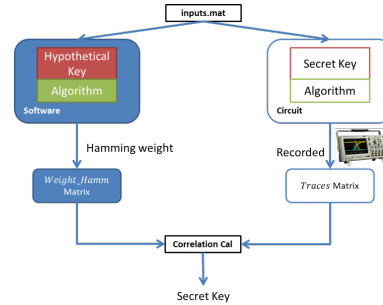 inputs.mat
Hypothetical
Key
Algorithm
Software
Secret Key
Algorithm
Circuit
Hamming weight
Recorded
Weight_Hamm
Matrix
Traces Matrix
Correlation Cal
Secret Key